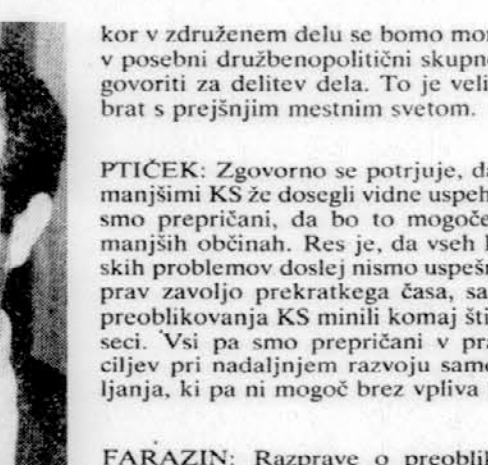 kor v združenem delu se bomo mor
v posebni družbenopolitični skupn
govoriti za delitev dela. To je veli
brat s prejšnjim mestnim svetom.
PTIČEK: Zgovorno se potrjuje, da
manjšimi KS že dosegli vidne uspeh
smo prepričani, da bo to mogoče
manjših občinah. Res je, da vseh
skih problemov doslej nismo uspešn
prav zavoljo prekratkega časa, sa
preoblikovanja KS minili komaj šti
seci. Vsi pa smo prepričani v pra
ciljev pri nadaljnjem razvoju same
ljanja, ki pa ni mogoč brez vpliva
FARAZIN: Razprave o preoblik